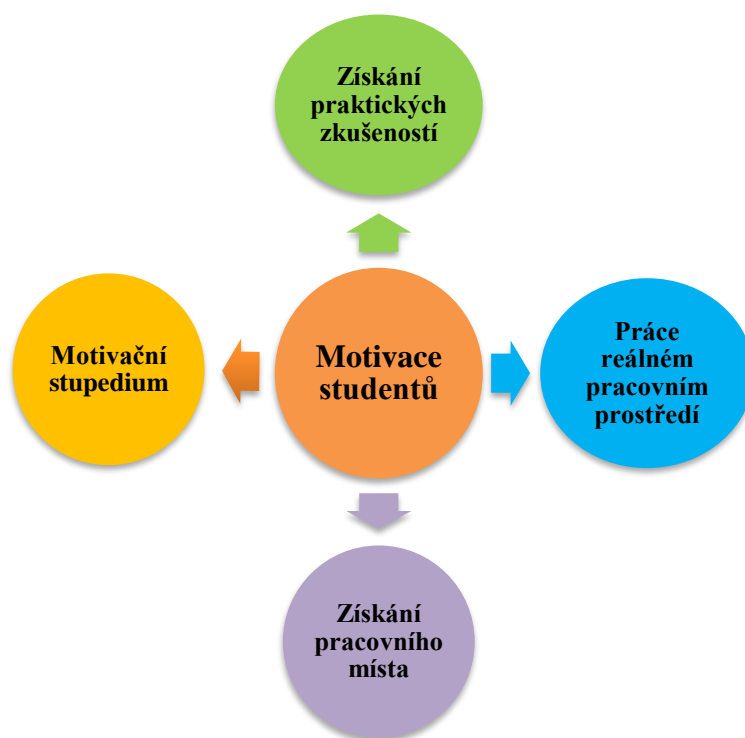 Získání
praktických
zkušeností
Motivační
stupedium
Motivace
studentů
Práce
reálném
pracovním
prostředí
Získání
pracovního
místa